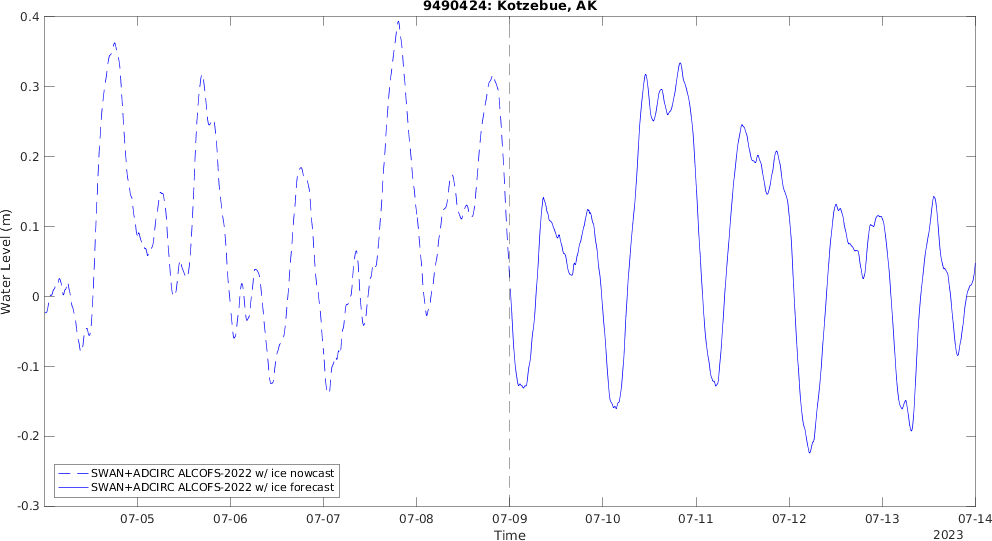 9490424: Kotzebue, AK
0.4
0.3
0.2
0.1
0
-0.1
-0.2
-0.3
Water Level (m)
SWAN+ADCIRC ALCOFS-2022 w/ ice nowcast
SWAN+ADCIRC ALCOFS-2022 w/ ice forecast
07-05 07-06 07-07 07-08 07-09 07-10 07-11 07-12 07-13 07-14
Time
2023